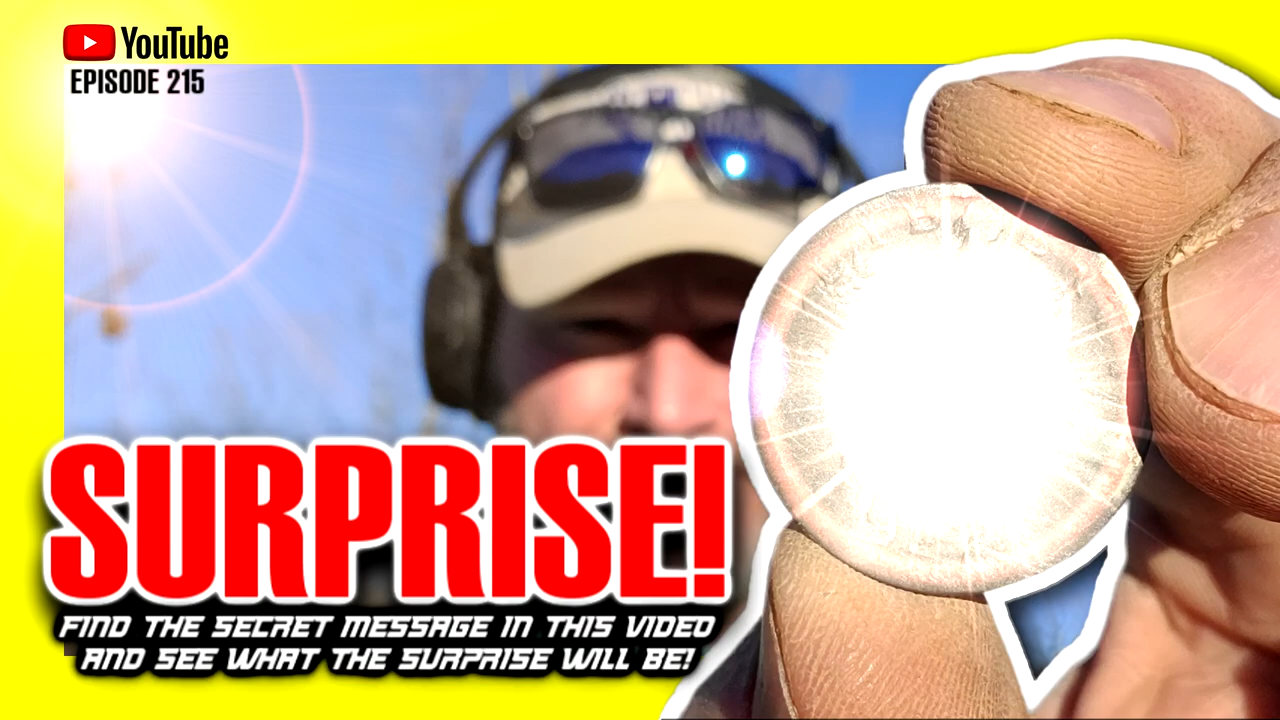 YouTube
EPISODE 215
SURPRISE!
FIND THE SECRET MESSAGE IN THIS VIDEO
AND SEE WHAT THE SURPRISE WILL BE!